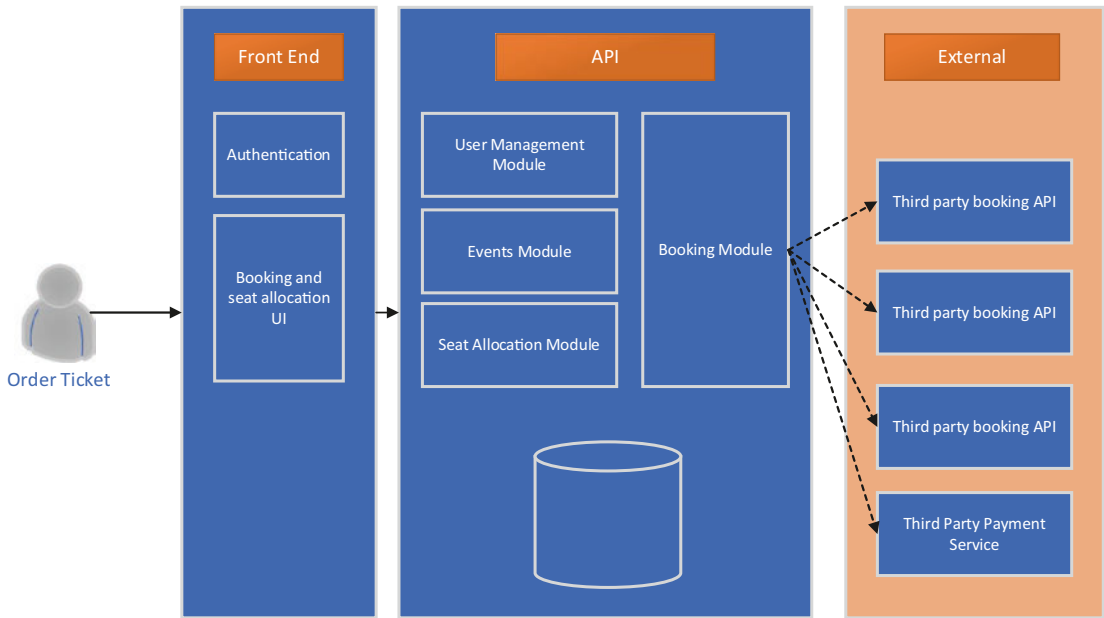 Order Ticket
Front End
Authentication
Booking and
seat allocation
UI
API
User Management
Module
Events Module
Seat Allocation Module
Booking Module
External
Third party booking API
Third party booking API
Third party booking API
Third Party Payment
Service